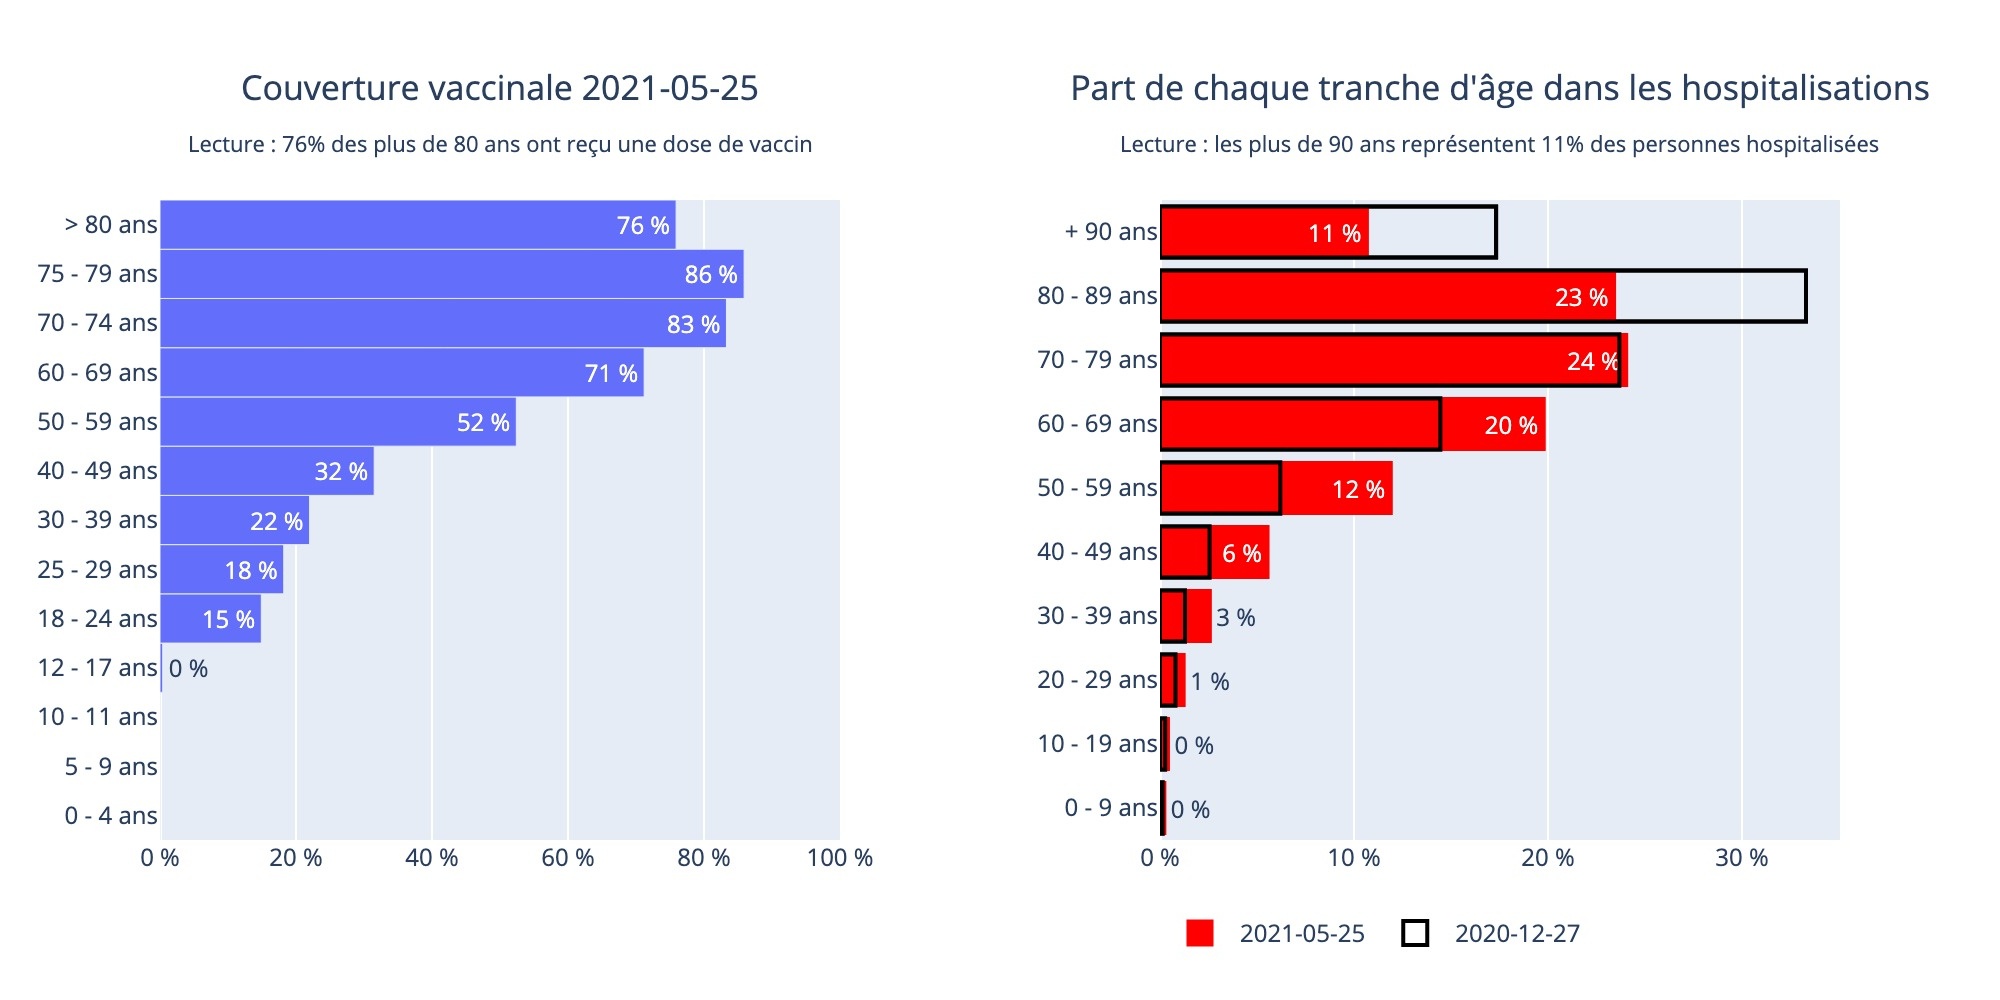 Couverture vaccinale 2021-05-25
Lecture : 76% des plus de 80 ans ont reçu une dose de vaccin
> 80 ans 76 %
75 - 79 ans 86 %
70 - 74 ans 83 %
60 - 69 ans 71 %
50 - 59 ans 52 %
40 - 49 ans 32 %
30 - 39 ans 22 %
25 - 29 ans 18 %
18 - 24 ans 15 %
12 - 17 ans 0 %
10 - 11 ans
5 - 9 ans
0 - 4 ans
0 % 20 % 40 % 60 % 80 % 100 %
Part de chaque tranche d'âge dans les hospitalisations
Lecture : les plus de 90 ans représentent 11% des personnes hospitalisées
+ 90 ans 11 %
80 - 89 ans 23 %
70 - 79 ans 24 %
60 - 69 ans 20 %
50 - 59 ans 12 %
40 - 49 ans 6 %
30 - 39 ans 3 %
20 - 29 ans 1 %
10 - 19 ans 0 %
0 - 9 ans 0 %
0 % 10 % 20 % 30 %
2021-05-25 2020-12-27